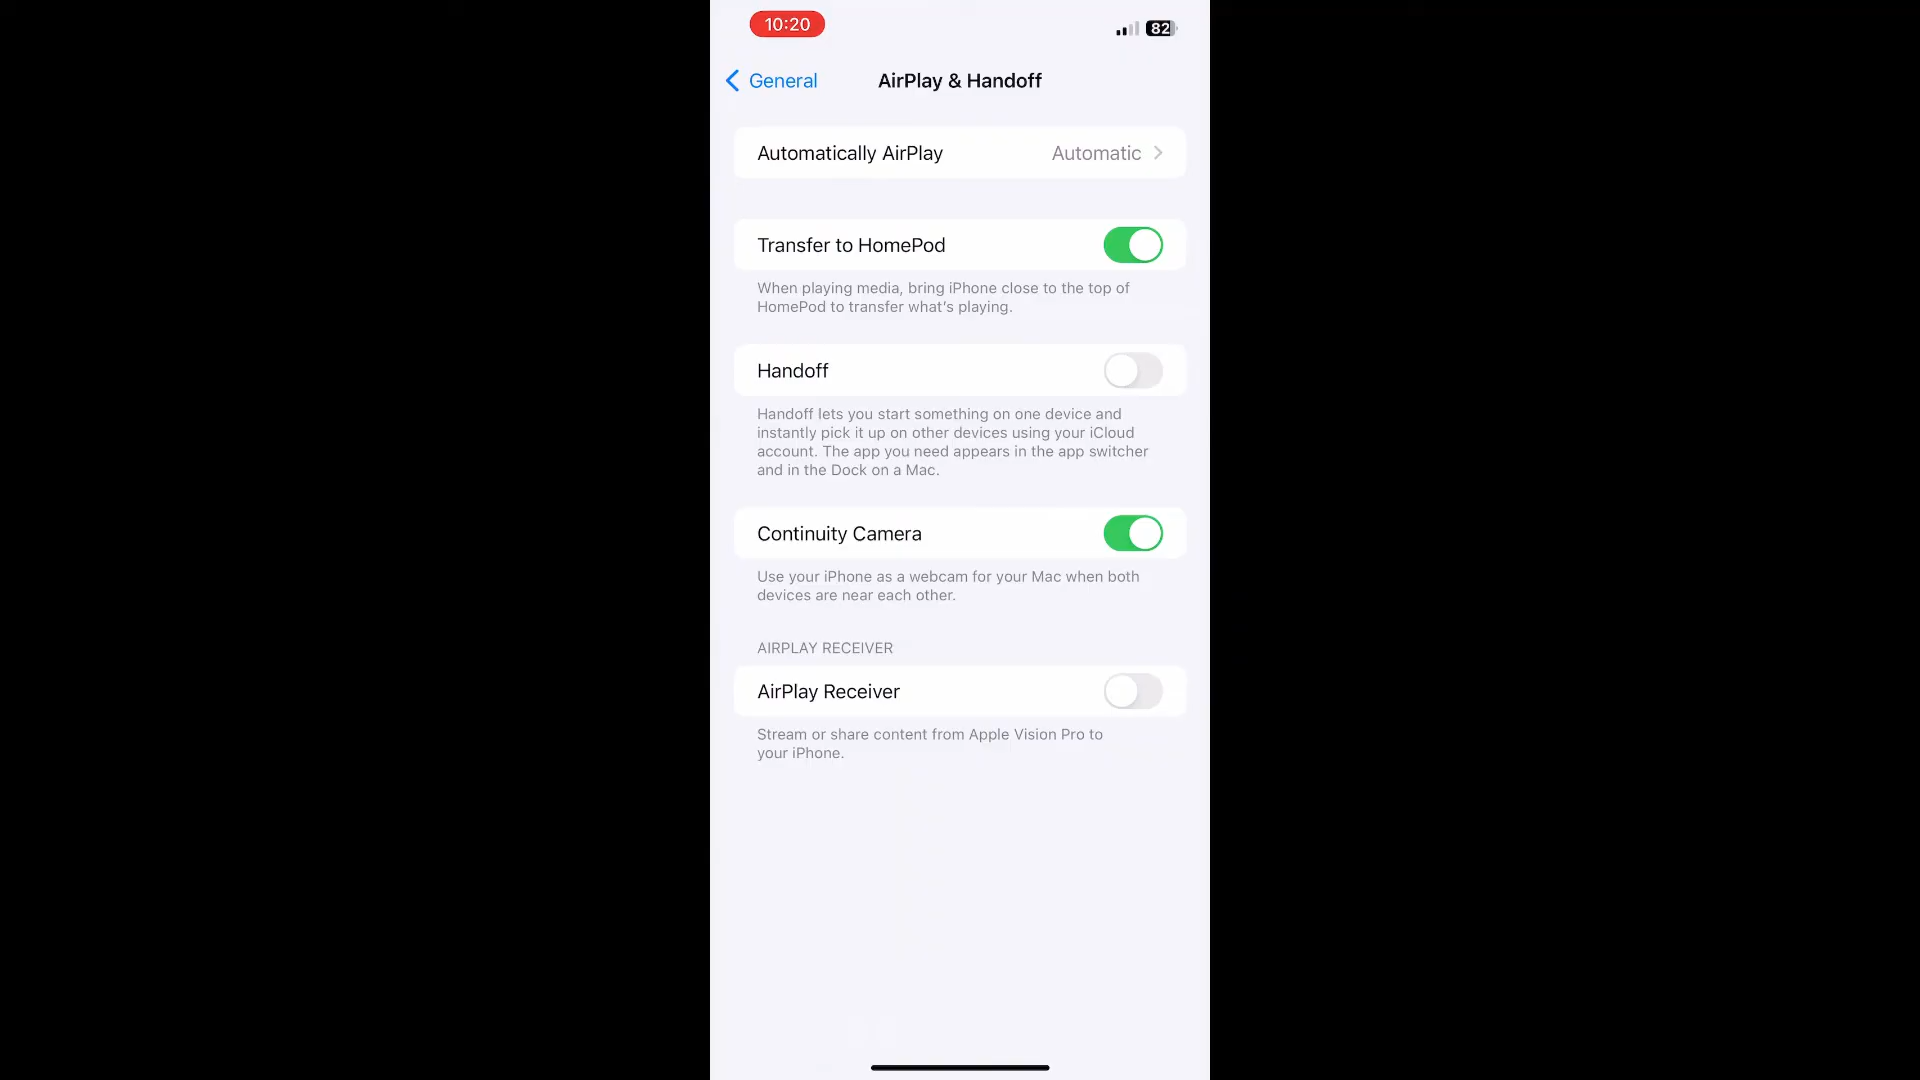 10:20
82
General
AirPlay & Handoff
Automatically AirPlay Automatic
Transfer to HomePod
When playing media, bring iPhone close to the top of
HomePod to transfer what's playing.
Handoff
Handoff lets you start something on one device and
instantly pick it up on other devices using your iCloud
account. The app you need appears in the app switcher
and in the Dock on a Mac.
Continuity Camera
Use your iPhone as a webcam for your Mac when both
devices are near each other.
AIRPLAY RECEIVER
AirPlay Receiver
Stream or share content from Apple Vision Pro to
your iPhone.